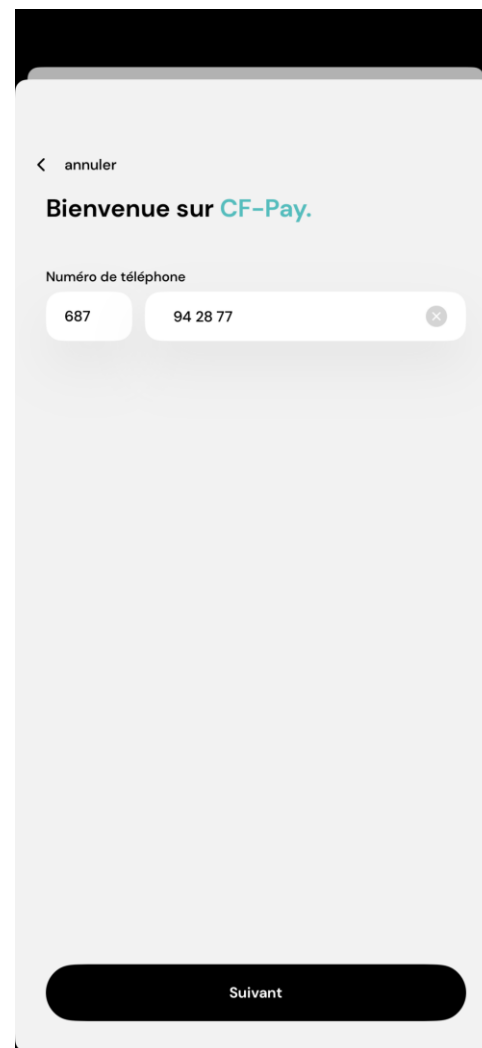 annuler
Bienvenue sur CF-Pay.
Numéro de téléphone
687 94 28 77
Suivant